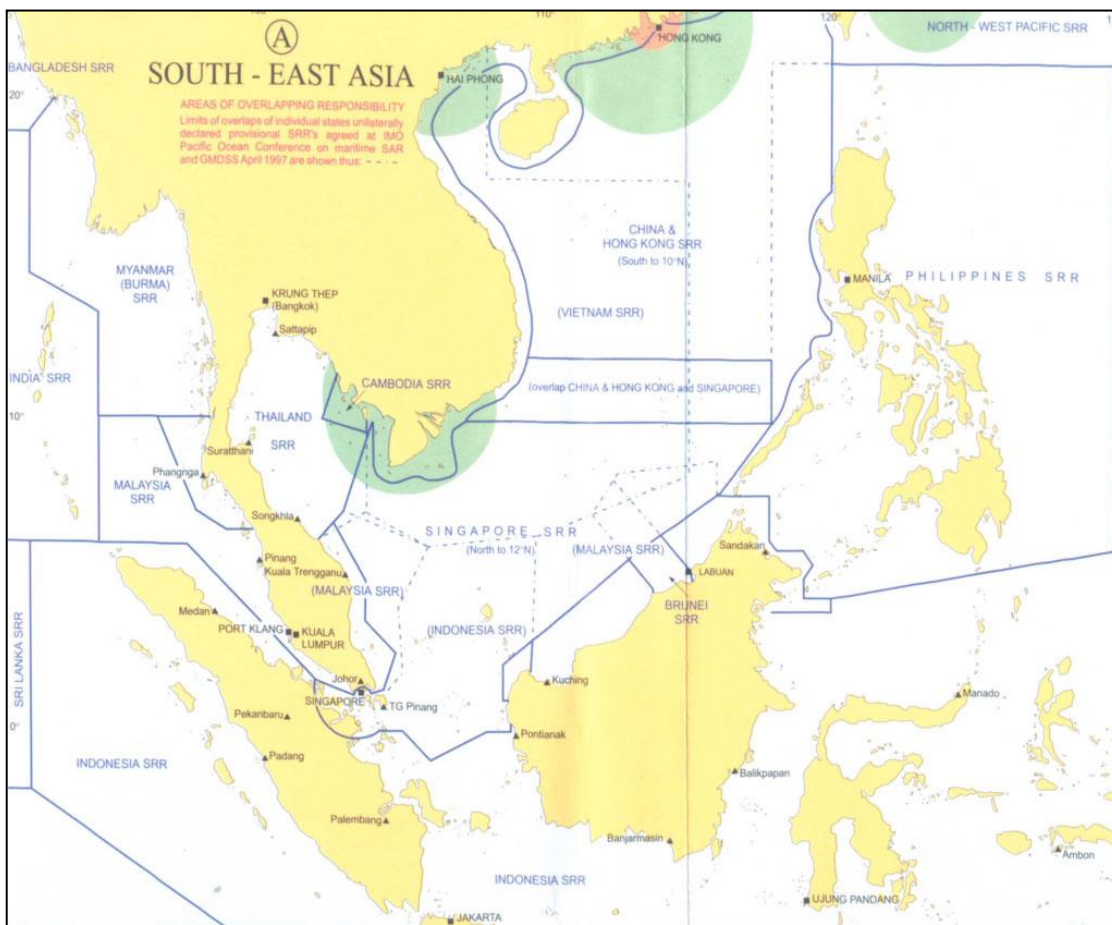 110°
120°
A
SOUTH - EAST ASIA
AREAS OF OVERLAPPING RESPONSIBILITY
Limits of overlaps of individual states unilaterally
declared provisional SRR's agreed at IMO
Pacific Ocean Conference on maritime SAR
and GMDSS April 1997 are shown thus: - - - -
BANGLADESH SRR
20°
HAI PHONG
HONG KONG
NORTH - WEST PACIFIC SRR
CHINA &
HONG KONG SRR
(South to 10°N)
MYANMAR
(BURMA)
SRR
KRUNG THEP
(Bangkok)
Sattapip
(VIETNAM SRR)
MANILA
PHILIPPINES SRR
INDIA SRR
CAMBODIA SRR
(overlap CHINA & HONG KONG and SINGAPORE)
10°
THAILAND
SRR
Suratthani
Phangnga
MALAYSIA
SRR
Songkhla
SINGAPORE SRR
(North to 12°N)
(MALAYSIA SRR)
Sandakan
Pinang
Kuala Trengganu
(MALAYSIA SRR)
LABUAN
BRUNEI
SRR
Medan
PORT KLANG
KUALA
LUMPUR
(INDONESIA SRR)
SRI LANKA SRR
Johor
SINGAPORE
Kuching
TG Pinang
Manado
Pekanbaru
0°
Pontianak
Padang
INDONESIA SRR
Balikpapan
Palembang
Banjarmasin
Ambon
INDONESIA SRR
UJUNG PANDANG
JAKARTA